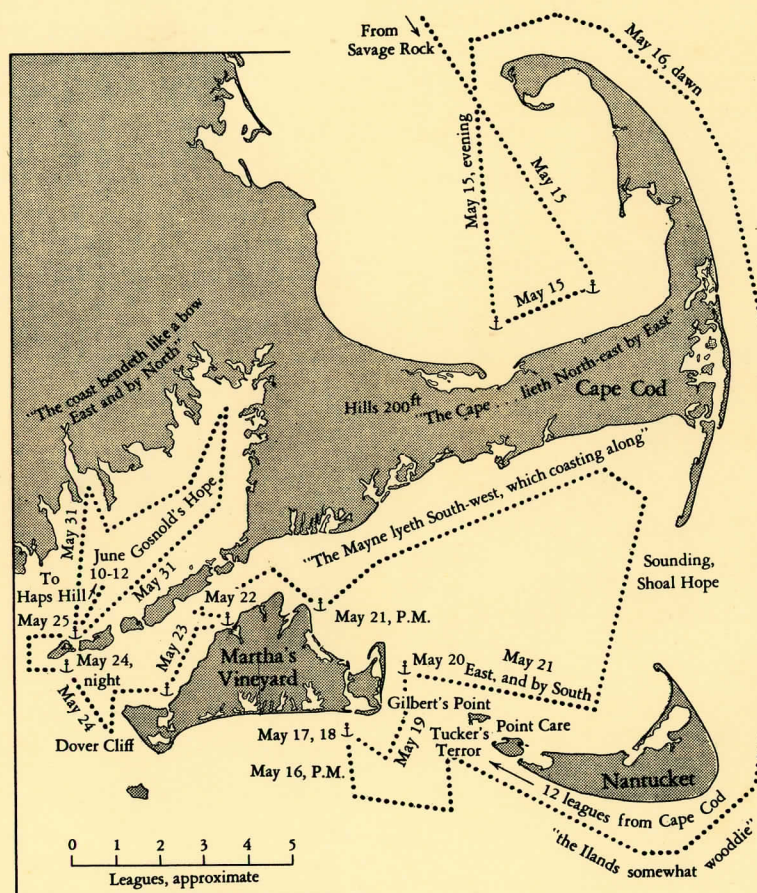 From
Savage Rock
May 16, dawn
May 15, evening
May 15
May 15
"The coast bendeth like a bow
East and by North"
Hills 200ft
"The Cape . . . . lieth North-east by East"
Cape Cod
"The Mayne lyeth South-west, which coasting along"
Gosnold's Hope
May 31
June
10-12
May 31
To
Haps Hill
May 25
May 22
May 21, P.M.
Sounding,
Shoal Hope
May 23
May 24,
night
May 24
Martha's
Vineyard
May 20
May 21
East, and by South
Gilbert's Point
May 19
Point Care
Tucker's
Terror
Dover Cliff
May 17, 18
May 16, P.M.
Nantucket
12 leagues from Cape Cod
"the Ilands somewhat wooddie"
0 1 2 3 4 5
Leagues, approximate